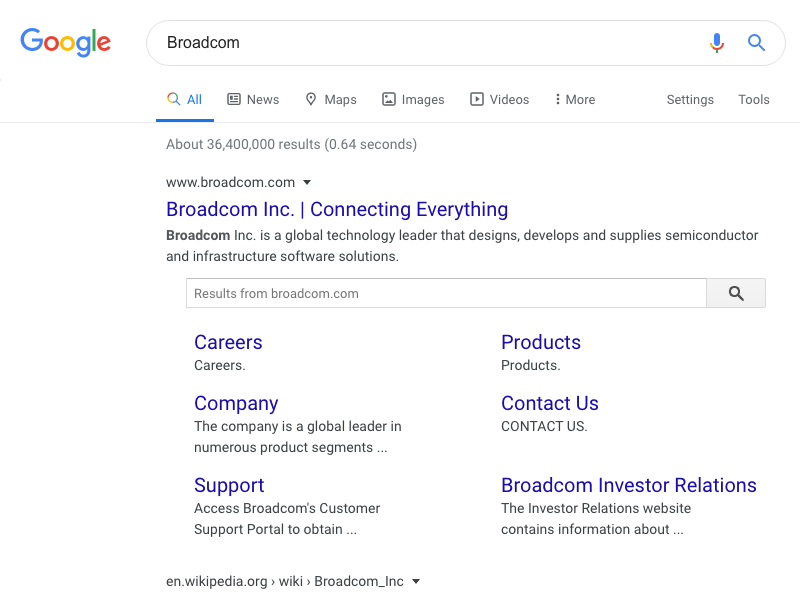 Google
Broadcom
All News Maps Images Videos More Settings Tools
About 36,400,000 results (0.64 seconds)
www.broadcom.com
Broadcom Inc. | Connecting Everything
Broadcom Inc. is a global technology leader that designs, develops and supplies semiconductor
and infrastructure software solutions.
Results from broadcom.com
Careers
Careers.
Products
Products.
Company
The company is a global leader in
numerous product segments ...
Contact Us
CONTACT US.
Support
Access Broadcom's Customer
Support Portal to obtain ...
Broadcom Investor Relations
The Investor Relations website
contains information about ...
en.wikipedia.org › wiki › Broadcom_Inc